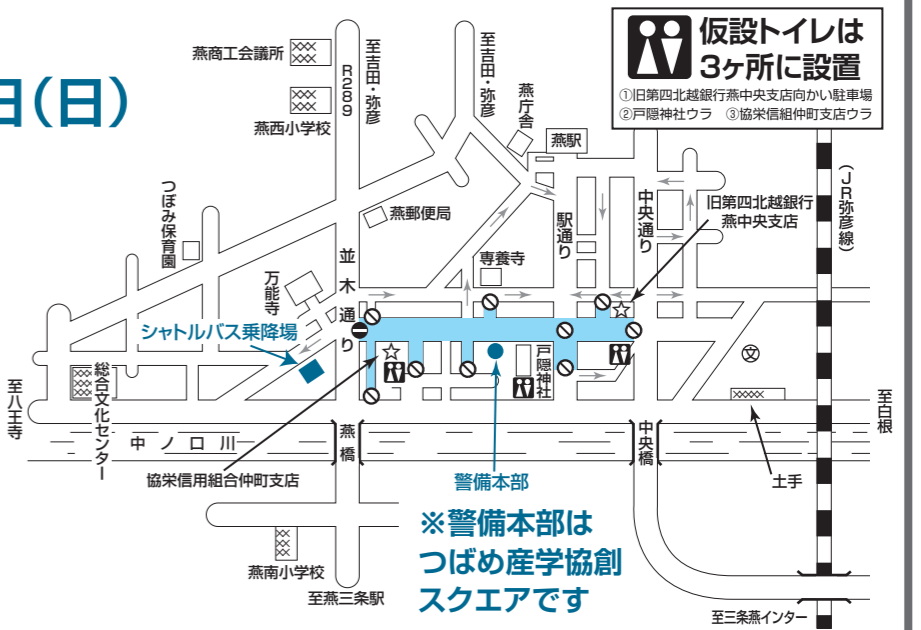 日(日)
仮設トイレは
3ヶ所に設置
①旧第四北越銀行燕中央支店向かい駐車場
②戸隠神社ウラ ③協栄信組仲町支店ウラ
燕商工会議所
燕西小学校
至吉田・弥彦
R289
至吉田・弥彦
燕庁舎
燕駅
(JR弥彦線)
つぼみ保育園
燕郵便局
駅通り
中央通り
旧第四北越銀行
燕中央支店
専養寺
万能寺
並木通り
シャトルバス乗降場
戸隠神社
文
至八王寺
総合文化センター
至白根
中ノ口川
燕橋
中央橋
協栄信用組合仲町支店
警備本部
土手
※警備本部は
つばめ産学協創
スクエアです
燕南小学校
至燕三条駅
至三条燕インター